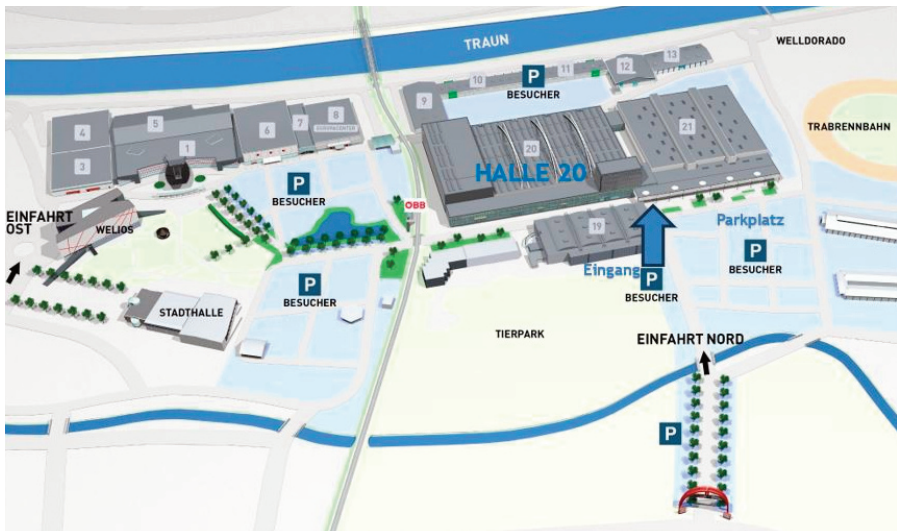 TRAUN
WELLDORADO
13
12
11
10
P
BESUCHER
9
8
7
6
5
4
3
1
20
21
HALLE 20
TRABRENNBAHN
P
BESUCHER
ÖBB
EINFAHRT
OST
WELIOS
19
Parkplatz
Eingang
P
BESUCHER
P
BESUCHER
P
BESUCHER
STADTHALLE
TIERPARK
EINFAHRT NORD
P